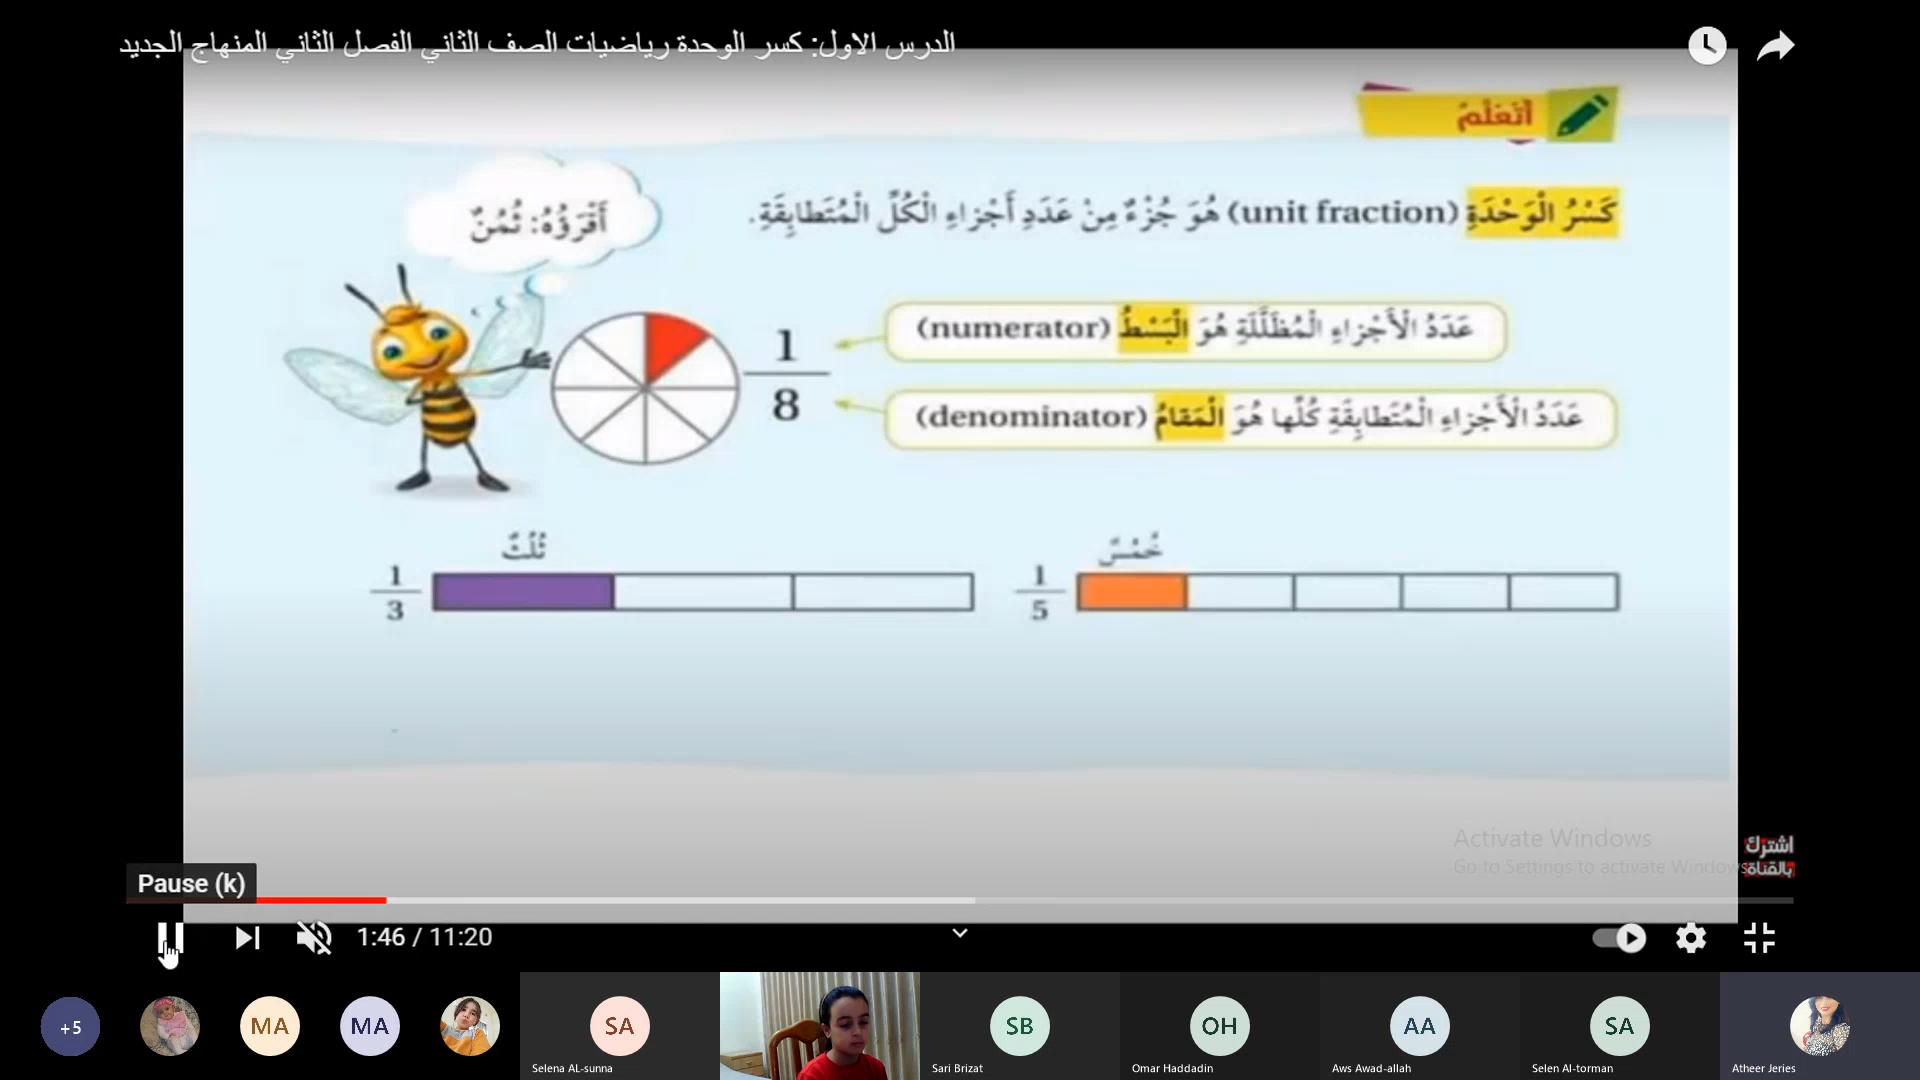 الدرس الاول: كسر الوحدة رياضيات الصف الثاني الفصل الثاني المنهاج الجديد
أَتَعَلَّمُ
كَسْرُ الْوَحْدَةِ (unit fraction) هُوَ جُزْءٌ مِنْ عَدَدِ أَجْزاءِ الْكُلِّ الْمُتَطابِقَةِ.
أَقْرَؤُهُ: ثُمُنٌ
عَدَدُ الْأَجْزاءِ الْمُظَلَّلَةِ هُوَ الْبَسْطُ (numerator)
1
8
عَدَدُ الْأَجْزاءِ الْمُتَطابِقَةِ كُلِّها هُوَ الْمَقامُ (denominator)
خُمْسٌ
1
5
ثُلُثٌ
1
3
Activate Windows
Go to Settings to activate Windows
اشترك
بالقناة
Pause (k)
1:46 / 11:20
+5
MA
MA
SA
SB
OH
AA
SA
Selena AL-sunna
Sari Brizat
Omar Haddadin
Aws Awad-allah
Selen Al-torman
Atheer Jeries